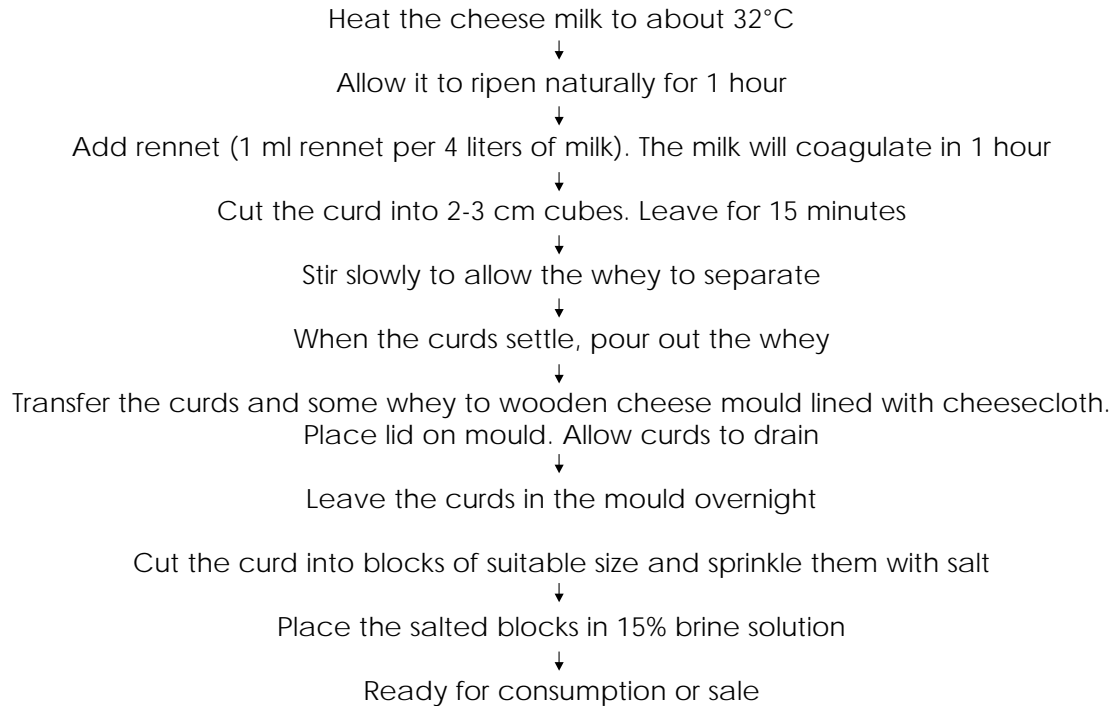 Heat the cheese milk to about 32°C
↓
Allow it to ripen naturally for 1 hour
↓
Add rennet (1 ml rennet per 4 liters of milk). The milk will coagulate in 1 hour
↓
Cut the curd into 2-3 cm cubes. Leave for 15 minutes
↓
Stir slowly to allow the whey to separate
↓
When the curds settle, pour out the whey
↓
Transfer the curds and some whey to wooden cheese mould lined with cheesecloth.
Place lid on mould. Allow curds to drain
↓
Leave the curds in the mould overnight
Cut the curd into blocks of suitable size and sprinkle them with salt
↓
Place the salted blocks in 15% brine solution
↓
Ready for consumption or sale